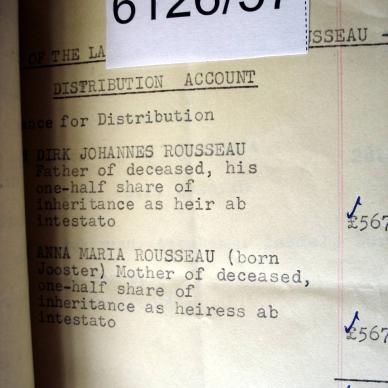 6126/57
OF THE LA USSEAU -
DISTRIBUTION ACCOUNT
nce for Distribution
DIRK JOHANNES ROUSSEAU
Father of deceased, his
one-half share of
inheritance as heir ab
intestato
£567
ANNA MARIA ROUSSEAU (born
Jooster) Mother of deceased,
one-half share of
inheritance as heiress ab
intestato
£567